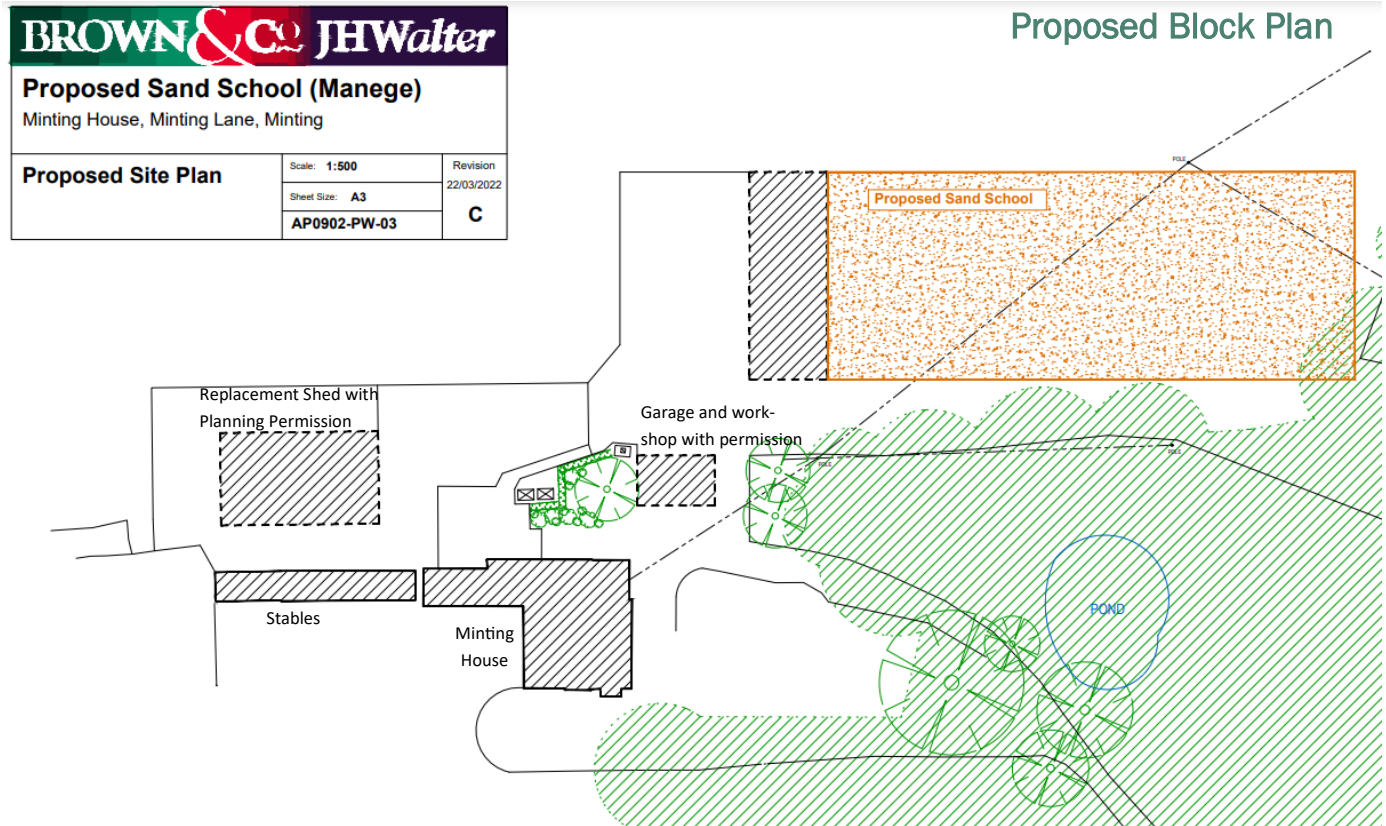 BROWN&CO JHWalter
Proposed Block Plan
Proposed Sand School (Manege)
Minting House, Minting Lane, Minting
Proposed Site Plan
Scale: 1:500
Sheet Size: A3
AP0902-PW-03
Revision
22/03/2022
C
POLE
Proposed Sand School
Replacement Shed with
Planning Permission
Garage and work-
shop with permission
POLE
POLE
Stables
Minting
House
POND